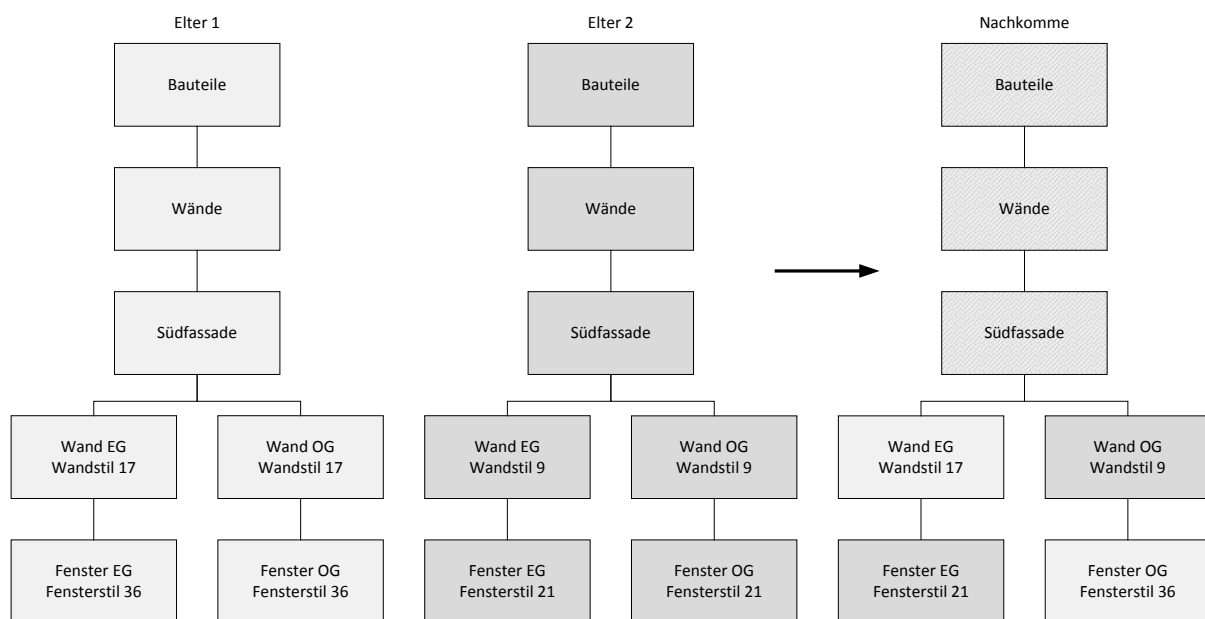 Elter 1
Elter 2
Nachkomme
Bauteile
Bauteile
Bauteile
Wände
Wände
Wände
Südfassade
Südfassade
Südfassade
Wand EG
Wandstil 17
Wand OG
Wandstil 17
Wand EG
Wandstil 9
Wand OG
Wandstil 9
Wand EG
Wandstil 17
Wand OG
Wandstil 9
Fenster EG
Fensterstil 36
Fenster OG
Fensterstil 36
Fenster EG
Fensterstil 21
Fenster OG
Fensterstil 21
Fenster EG
Fensterstil 21
Fenster OG
Fensterstil 36